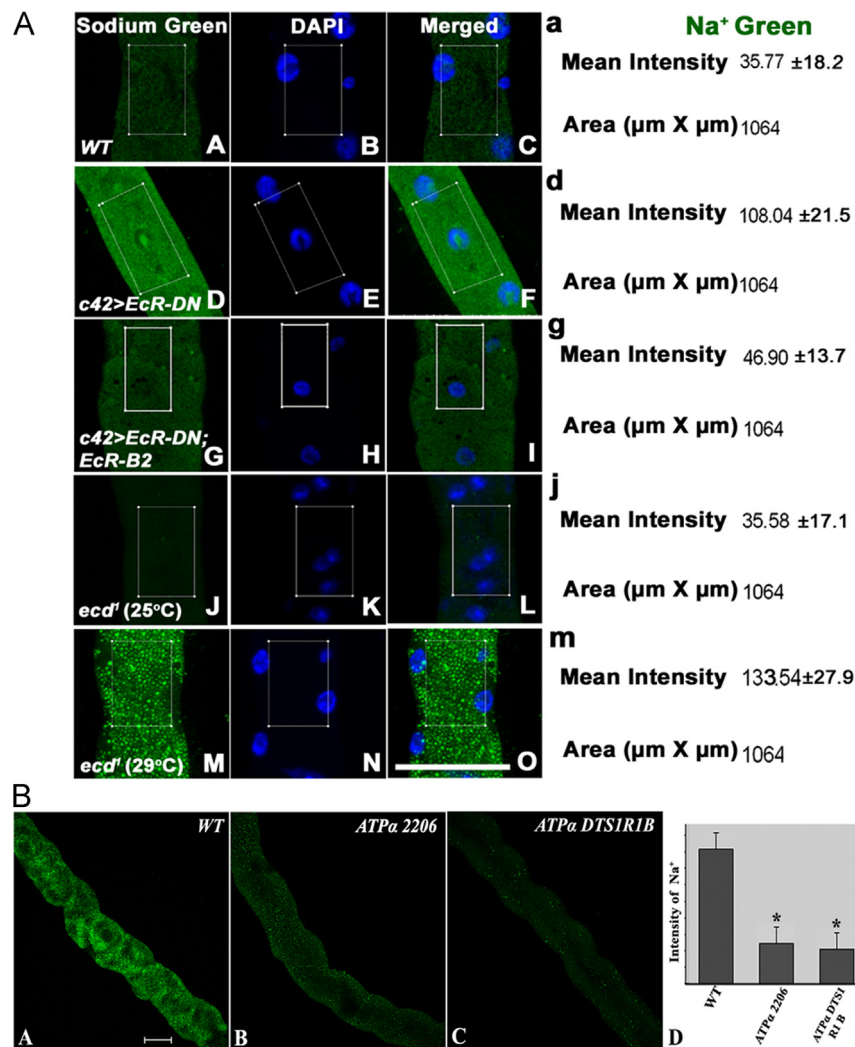 A
Sodium Green DAPI Merged a Na⁺ Green
Mean Intensity 35.77 ±18.2
Area (μm X μm) 1064
WT A B C
d
Mean Intensity 108.04 ±21.5
Area (μm X μm) 1064
c42>EcR-DN D E F
g
Mean Intensity 46.90 ±13.7
Area (μm X μm) 1064
c42>EcR-DN;
EcR-B2 G H I
j
Mean Intensity 35.58 ±17.1
Area (μm X μm) 1064
ecd¹ (25°C) J K L
m
Mean Intensity 133.54±27.9
Area (μm X μm) 1064
ecd¹ (29°C) M N O
B
WT ATPα 2206 ATPα DTS1R1B
Intensity of Na⁺
* *
WT ATPα 2206 ATPα DTS1
R1 B
A B C D